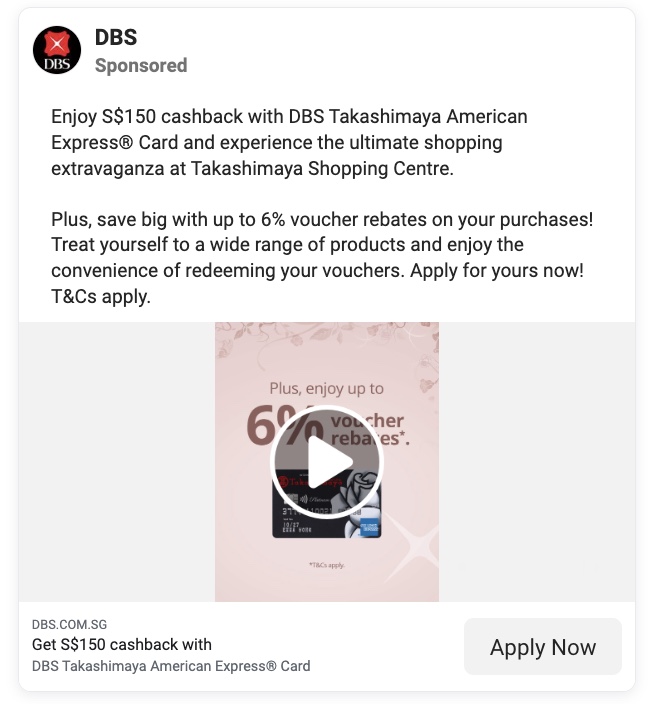 DBS
Sponsored
DBS
Enjoy S$150 cashback with DBS Takashimaya American
Express® Card and experience the ultimate shopping
extravaganza at Takashimaya Shopping Centre.
Plus, save big with up to 6% voucher rebates on your purchases!
Treat yourself to a wide range of products and enjoy the
convenience of redeeming your vouchers. Apply for yours now!
T&Cs apply.
Plus, enjoy up to
6% voucher
rebates*.
Platinum
10/27
*T&Cs apply.
DBS.COM.SG
Get S$150 cashback with
DBS Takashimaya American Express® Card
Apply Now